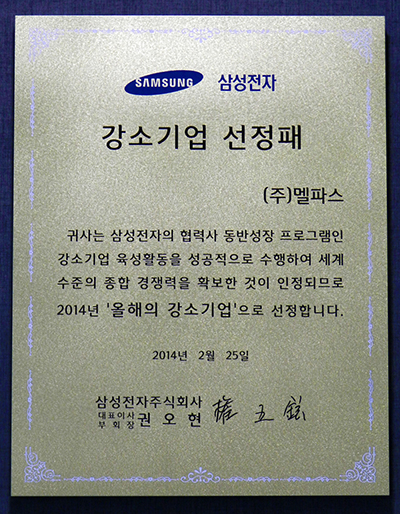 SAMSUNG 삼성전자
강소기업 선정패
(주)멜파스
귀사는 삼성전자의 협력사 동반성장 프로그램인
강소기업 육성활동을 성공적으로 수행하여 세계
수준의 종합 경쟁력을 확보한 것이 인정되므로
2014년 '올해의 강소기업'으로 선정합니다.
2014년 2월 25일
삼성전자주식회사
대표이사
부회장 권오현 權五鉉